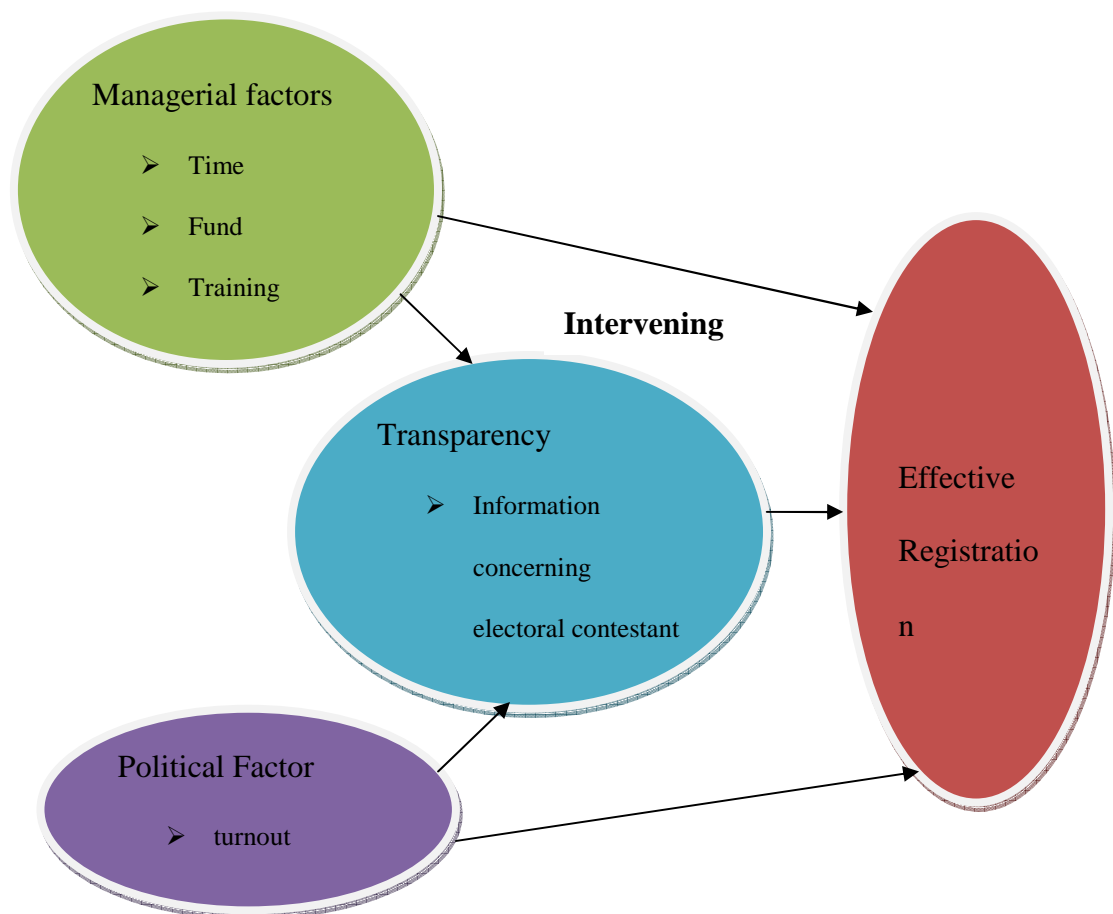 Managerial factors
➢ Time
➢ Fund
➢ Training
Intervening
Transparency
➢ Information
concerning
electoral contestant
Effective
Registratio
n
Political Factor
➢ turnout